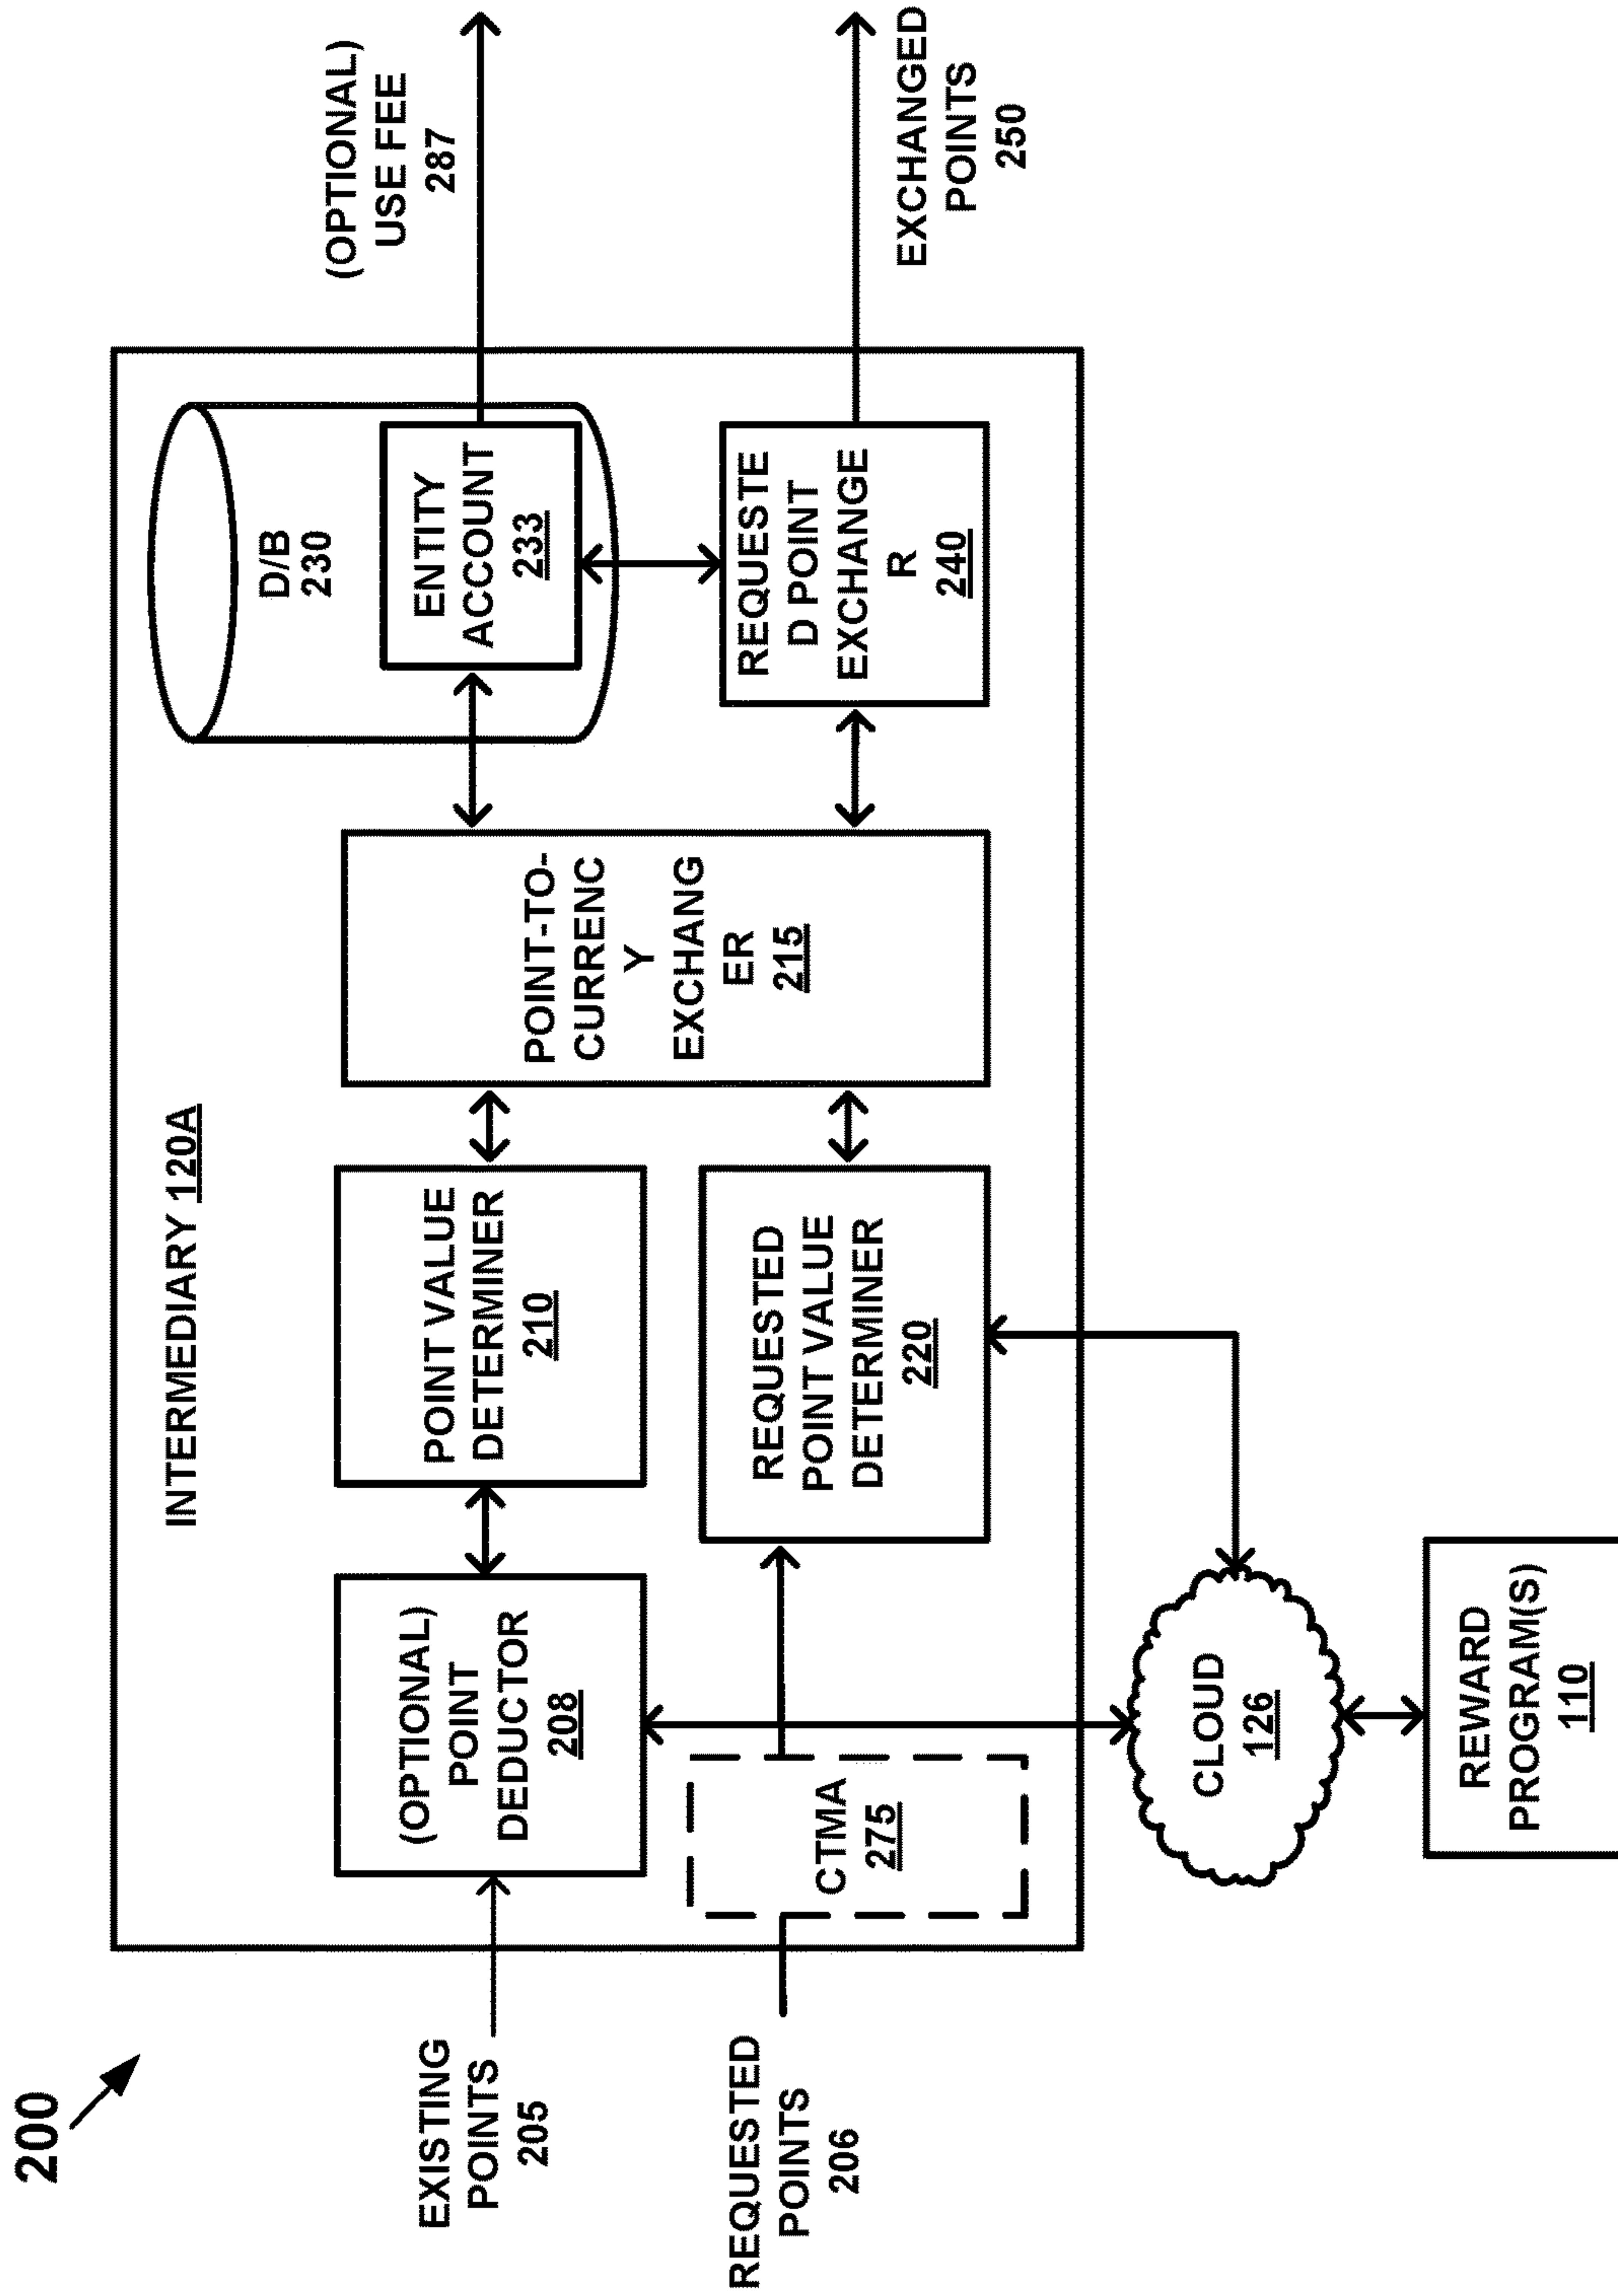 200
INTERMEDIARY 120A
EXISTING
POINTS
205
REQUESTED
POINTS
206
(OPTIONAL)
POINT
DEDUCTOR
208
CTMA
275
POINT VALUE
DETERMINER
210
REQUESTED
POINT VALUE
DETERMINER
220
POINT-TO-
CURRENC
Y
EXCHANG
ER
215
D/B
230
ENTITY
ACCOUNT
233
REQUESTE
D POINT
EXCHANGE
R
240
(OPTIONAL)
USE FEE
287
EXCHANGED
POINTS
250
CLOUD
126
REWARD
PROGRAM(S)
110